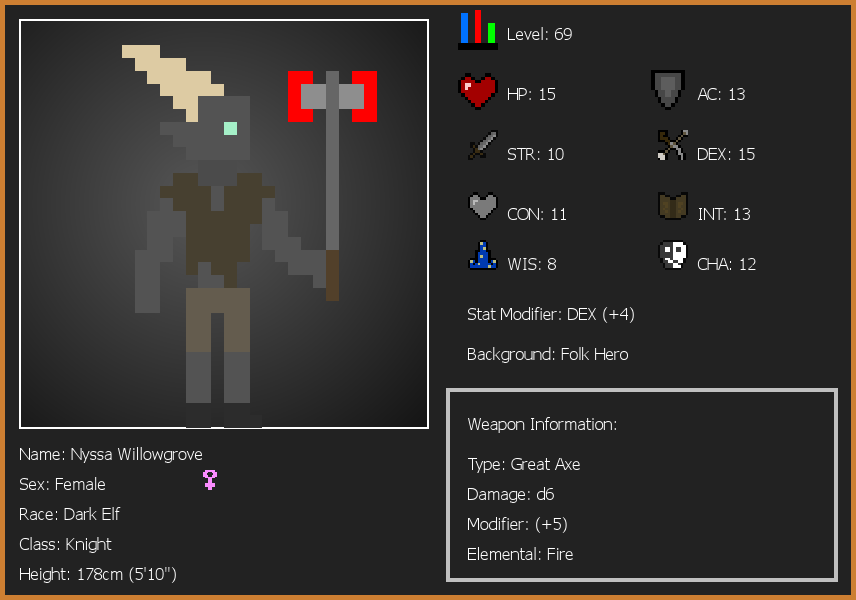 Level: 69
HP: 15
AC: 13
STR: 10
DEX: 15
CON: 11
INT: 13
WIS: 8
CHA: 12
Stat Modifier: DEX (+4)
Background: Folk Hero
Weapon Information:
Type: Great Axe
Damage: d6
Modifier: (+5)
Elemental: Fire
Name: Nyssa Willowgrove
Sex: Female
Race: Dark Elf
Class: Knight
Height: 178cm (5'10")